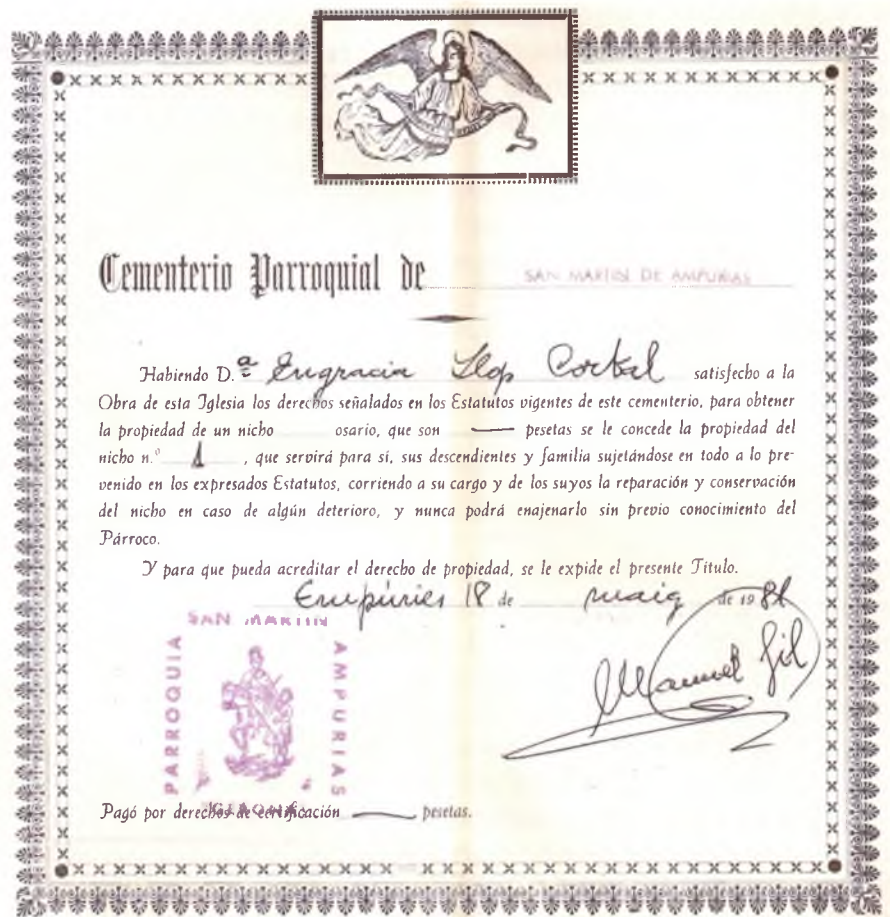 Cementerio Parroquial de SAN MARTIN DE AMPURIAS
Habiendo D.ª Engracia Llop Corbal satisfecho a la
Obra de esta Iglesia los derechos señalados en los Estatutos vigentes de este cementerio, para obtener
la propiedad de un nicho osario, que son — pesetas se le concede la propiedad del
nicho n.º 1, que servirá para si, sus descendientes y familia sujetándose en todo a lo pre-
venido en los expresados Estatutos, corriendo a su cargo y de los suyos la reparación y conservación
del nicho en caso de algún deterioro, y nunca podrá enajenarlo sin previo conocimiento del
Párroco.
Y para que pueda acreditar el derecho de propiedad, se le expide el presente Título.
Empúries 18 de maig de 198
Manuel Gil
SAN MARTIN
PARROQUIA
AMPURIAS
GIRONA
Pagó por derechos de certificación — pesetas.